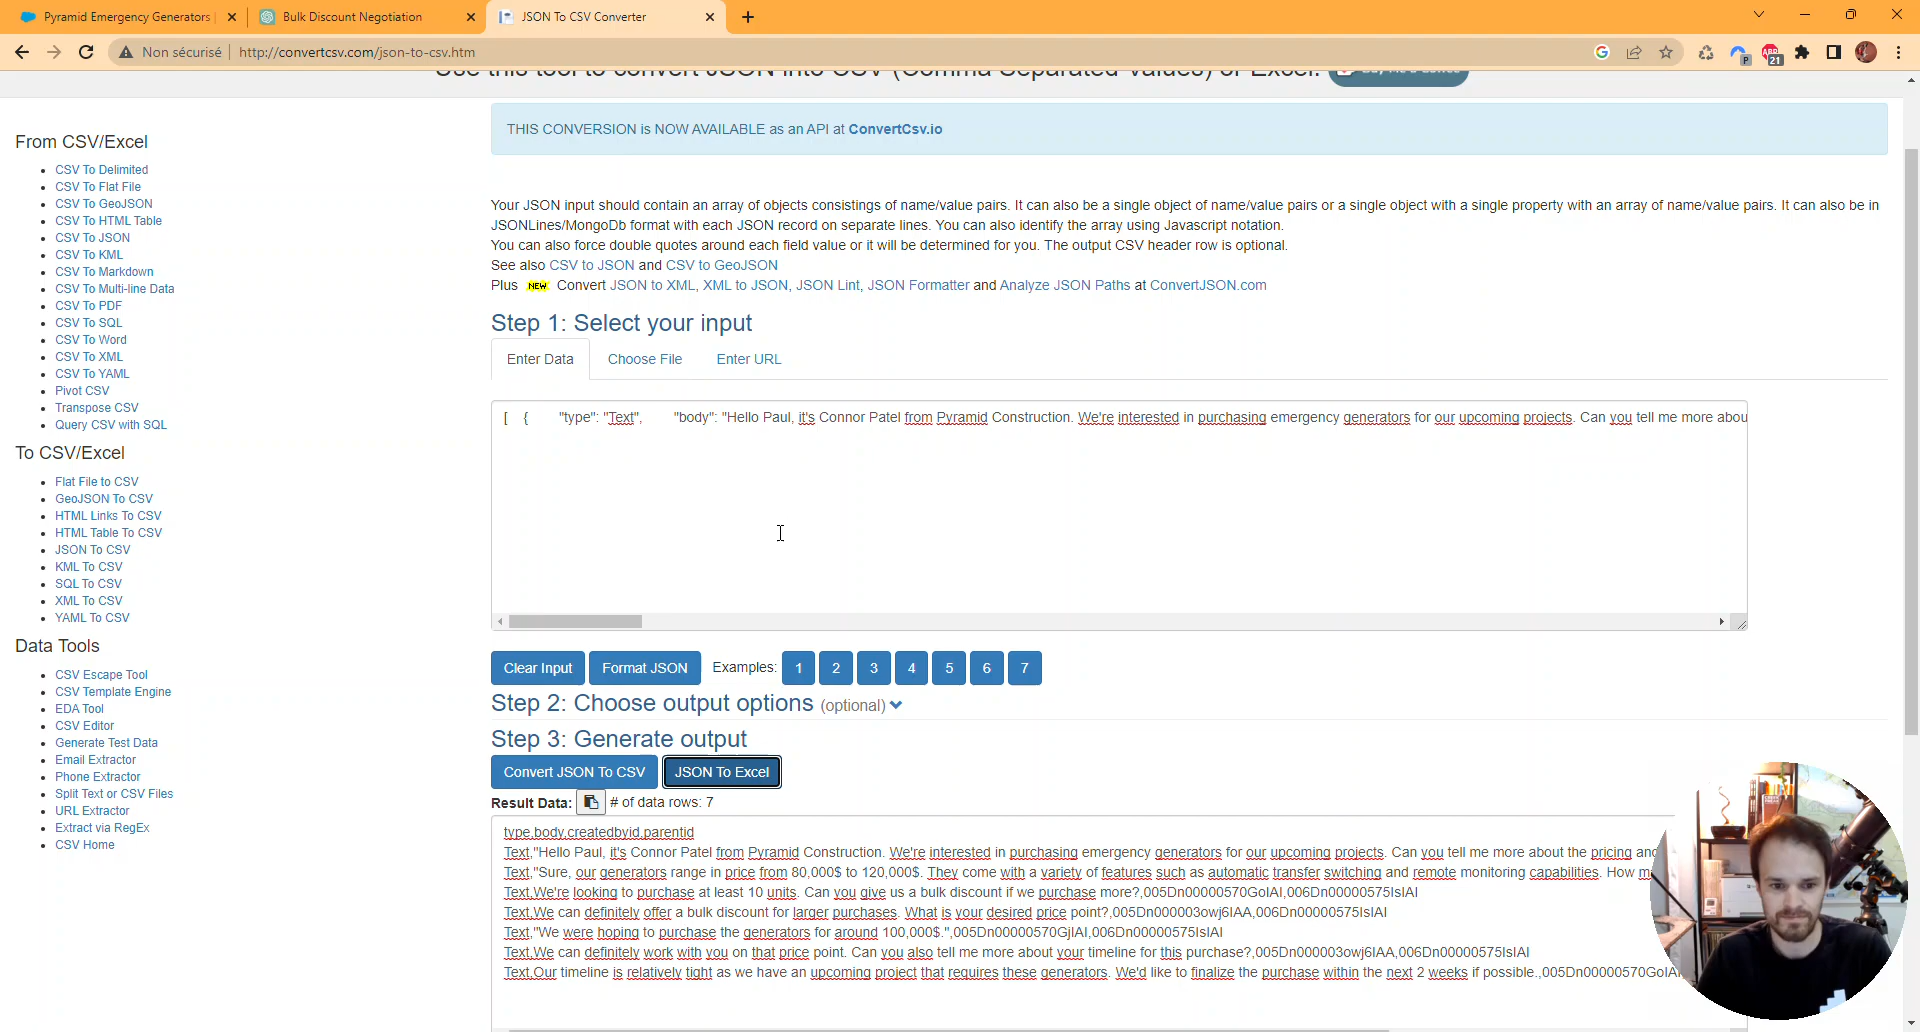 Pyramid Emergency Generators
Bulk Discount Negotiation
JSON To CSV Converter
Non sécurisé
http://convertcsv.com/json-to-csv.htm
21
P
Use this tool to convert JSON into CSV (Comma Separated Values) or Excel.
THIS CONVERSION is NOW AVAILABLE as an API at ConvertCsv.io
From CSV/Excel
CSV To Delimited
CSV To Flat File
CSV To GeoJSON
CSV To HTML Table
CSV To JSON
CSV To KML
CSV To Markdown
CSV To Multi-line Data
CSV To PDF
CSV To SQL
CSV To Word
CSV To XML
CSV To YAML
Pivot CSV
Transpose CSV
Query CSV with SQL
To CSV/Excel
Flat File to CSV
GeoJSON To CSV
HTML Links To CSV
HTML Table To CSV
JSON To CSV
KML To CSV
SQL To CSV
XML To CSV
YAML To CSV
Data Tools
CSV Escape Tool
CSV Template Engine
EDA Tool
CSV Editor
Generate Test Data
Email Extractor
Phone Extractor
Split Text or CSV Files
URL Extractor
Extract via RegEx
CSV Home
Your JSON input should contain an array of objects consistings of name/value pairs. It can also be a single object of name/value pairs or a single object with a single property with an array of name/value pairs. It can also be in
JSONLines/MongoDb format with each JSON record on separate lines. You can also identify the array using Javascript notation.
You can also force double quotes around each field value or it will be determined for you. The output CSV header row is optional.
See also CSV to JSON and CSV to GeoJSON
Plus NEW Convert JSON to XML, XML to JSON, JSON Lint, JSON Formatter and Analyze JSON Paths at ConvertJSON.com
Step 1: Select your input
Enter Data Choose File Enter URL
[ { "type": "Text", "body": "Hello Paul, it's Connor Patel from Pyramid Construction. We're interested in purchasing emergency generators for our upcoming projects. Can you tell me more abou
Clear Input Format JSON Examples: 1 2 3 4 5 6 7
Step 2: Choose output options (optional)
Step 3: Generate output
Convert JSON To CSV JSON To Excel
Result Data: # of data rows: 7
type,body,createdbyid,parentid
Text,"Hello Paul, it's Connor Patel from Pyramid Construction. We're interested in purchasing emergency generators for our upcoming projects. Can you tell me more about the pricing and
Text,"Sure, our generators range in price from 80,000$ to 120,000$. They come with a variety of features such as automatic transfer switching and remote monitoring capabilities. How m
Text,We're looking to purchase at least 10 units. Can you give us a bulk discount if we purchase more?,005Dn00000570GoIAI,006Dn00000575IsIAI
Text,We can definitely offer a bulk discount for larger purchases. What is your desired price point?,005Dn000003owj6IAA,006Dn00000575IsIAI
Text,"We were hoping to purchase the generators for around 100,000$.",005Dn00000570GjIAI,006Dn00000575IsIAI
Text,We can definitely work with you on that price point. Can you also tell me more about your timeline for this purchase?,005Dn000003owj6IAA,006Dn00000575IsIAI
Text,Our timeline is relatively tight as we have an upcoming project that requires these generators. We'd like to finalize the purchase within the next 2 weeks if possible.,005Dn00000570GoIAI